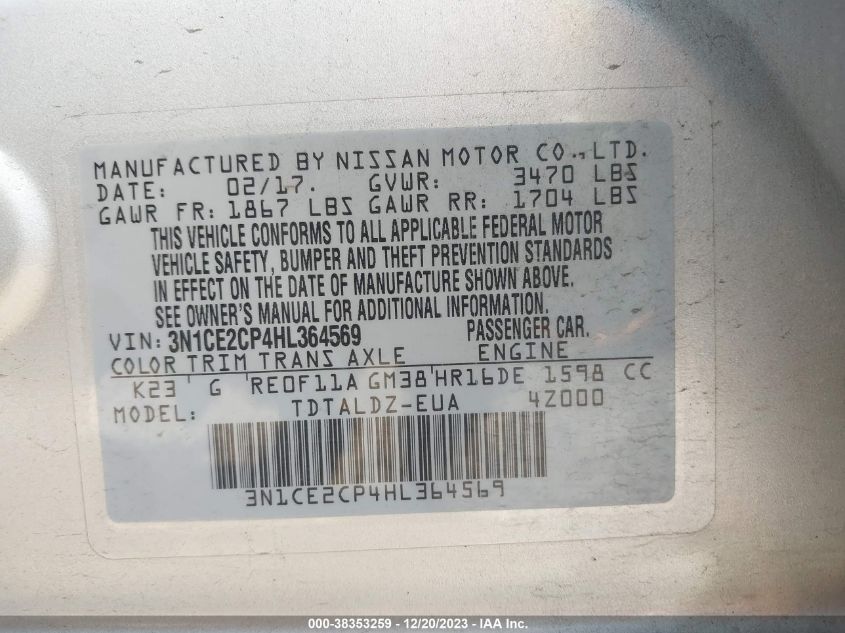 MANUFACTURED BY NISSAN MOTOR CO., LTD.
DATE: 02/17. GVWR: 3470 LBS
GAWR FR: 1867 LBS GAWR RR: 1704 LBS
THIS VEHICLE CONFORMS TO ALL APPLICABLE FEDERAL MOTOR
VEHICLE SAFETY, BUMPER AND THEFT PREVENTION STANDARDS
IN EFFECT ON THE DATE OF MANUFACTURE SHOWN ABOVE.
SEE OWNER'S MANUAL FOR ADDITIONAL INFORMATION.
VIN: 3N1CE2CP4HL364569 PASSENGER CAR.
COLOR TRIM TRANS AXLE ENGINE
K23 G RE0F11A GM38 HR16DE 1598 CC
MODEL: TDTALDZ-EUA 4Z000
3N1CE2CP4HL364569
000-38353259 - 12/20/2023 - IAA Inc.